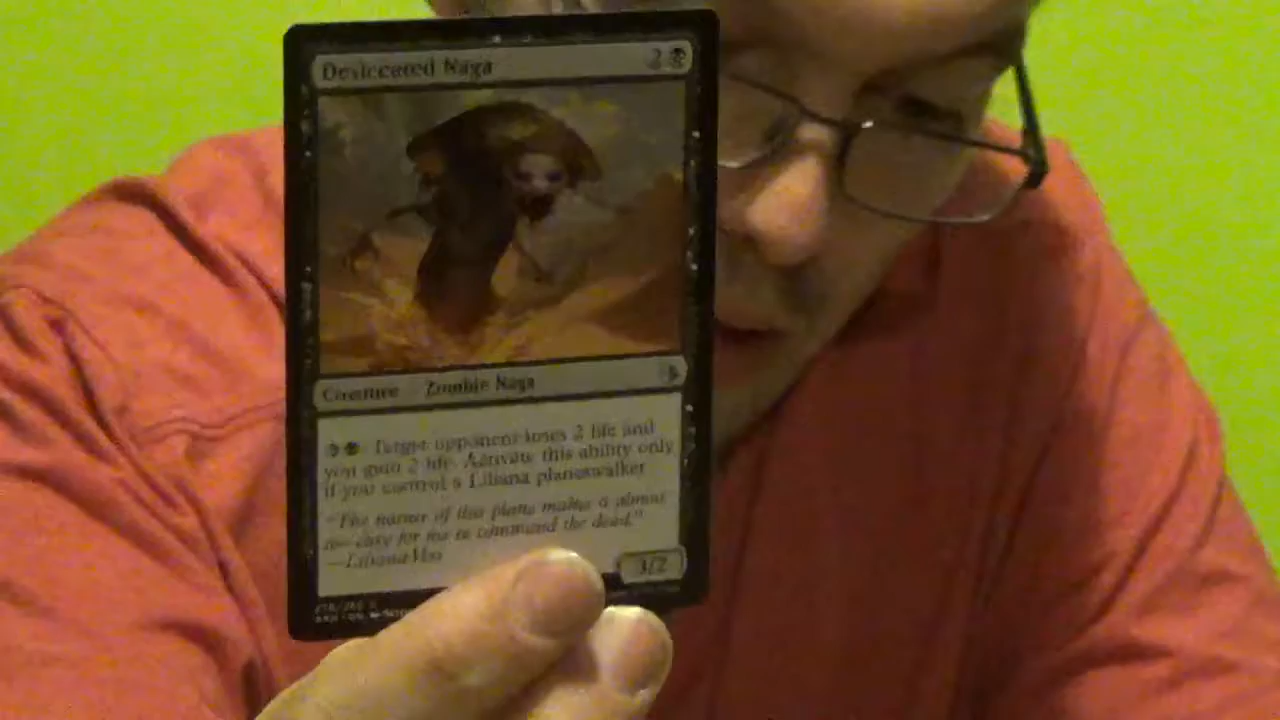 Desiccated Naga 2
Creature Zombie Naga
3 Target opponent loses 2 life and
you gain 2 life. Activate this ability only
if you control a Liliana planeswalker
"The nature of this plane makes it almost
too easy for me to command the dead."
—Liliana Vess
3/2